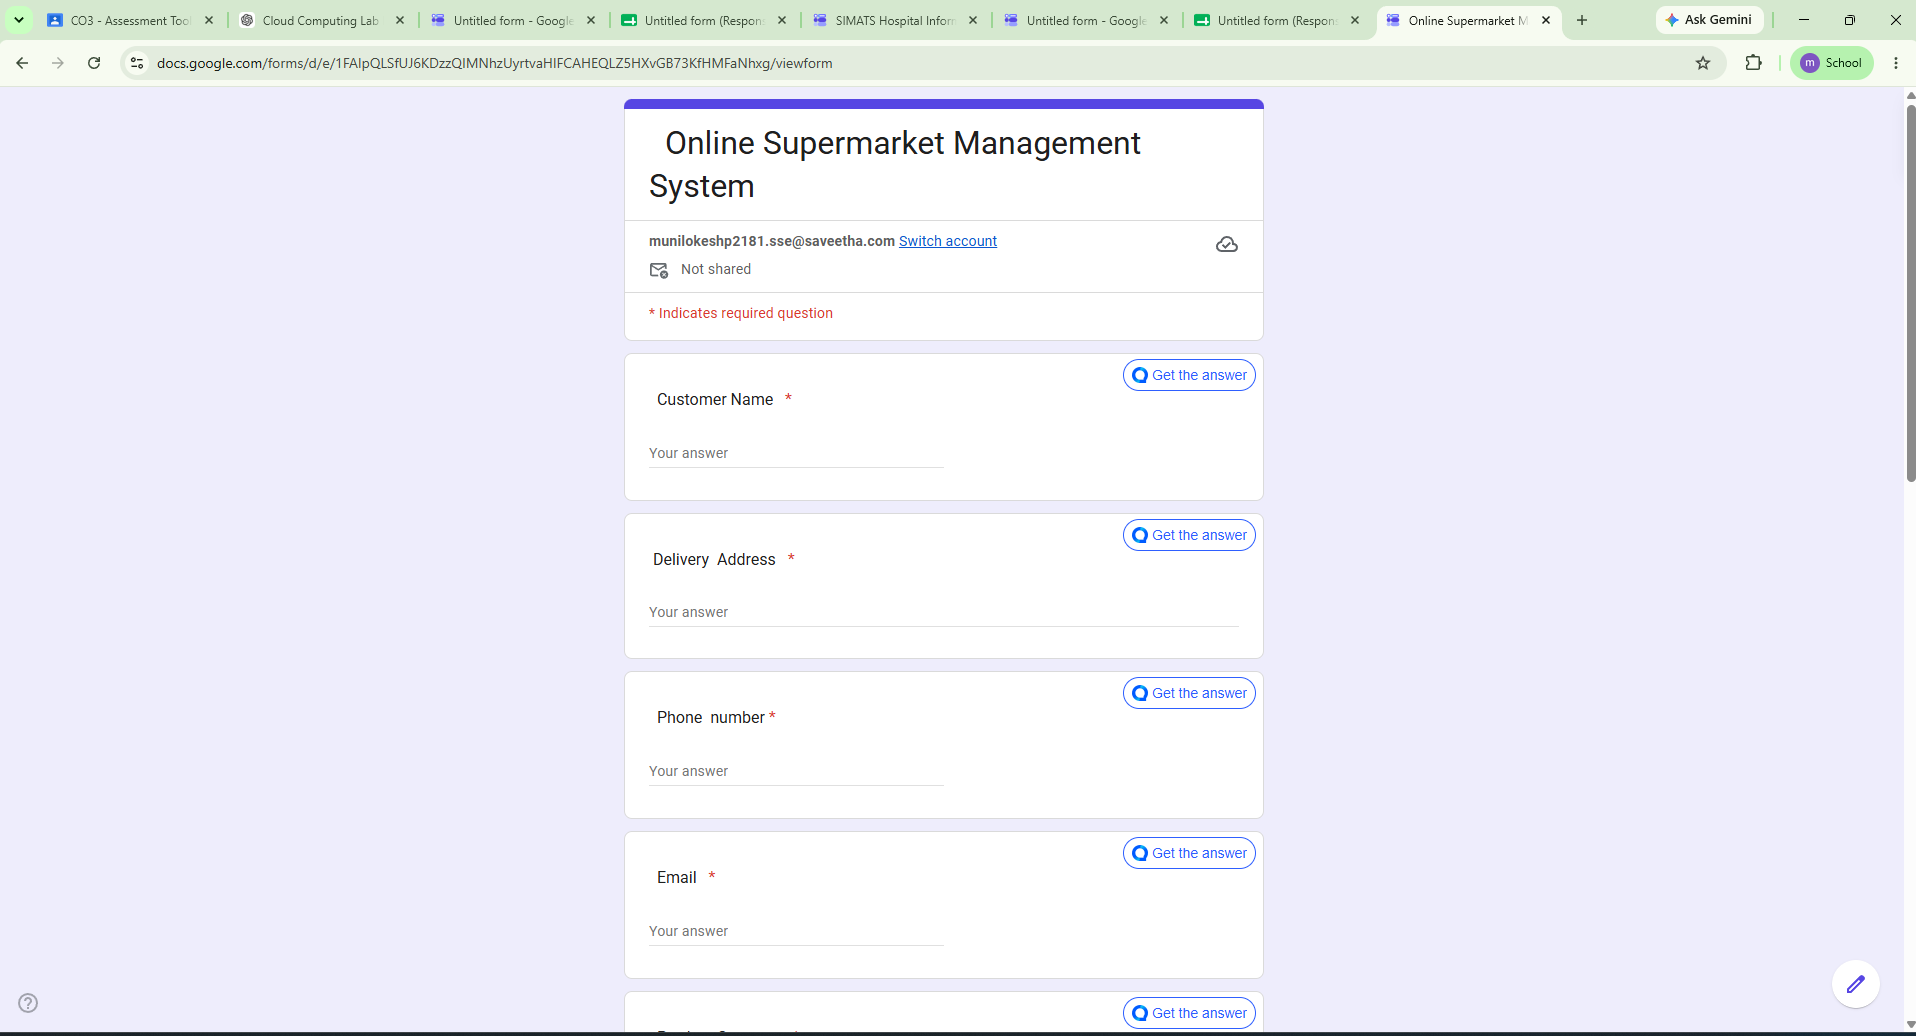 CO3 - Assessment Tool
Cloud Computing Lab
Untitled form - Google
Untitled form (Respon
SIMATS Hospital Inform
Untitled form - Google
Untitled form (Respon
Online Supermarket M
Ask Gemini
docs.google.com/forms/d/e/1FAIpQLSfUJ6KDzzQIMNhzUyrtvaHIFCAHEQLZ5HXvGB73KfHMFaNhxg/viewform
m School
Online Supermarket Management
System
munilokeshp2181.sse@saveetha.com Switch account
Not shared
* Indicates required question
Get the answer
Customer Name *
Your answer
Get the answer
Delivery Address *
Your answer
Get the answer
Phone number *
Your answer
Get the answer
Email *
Your answer
Get the answer